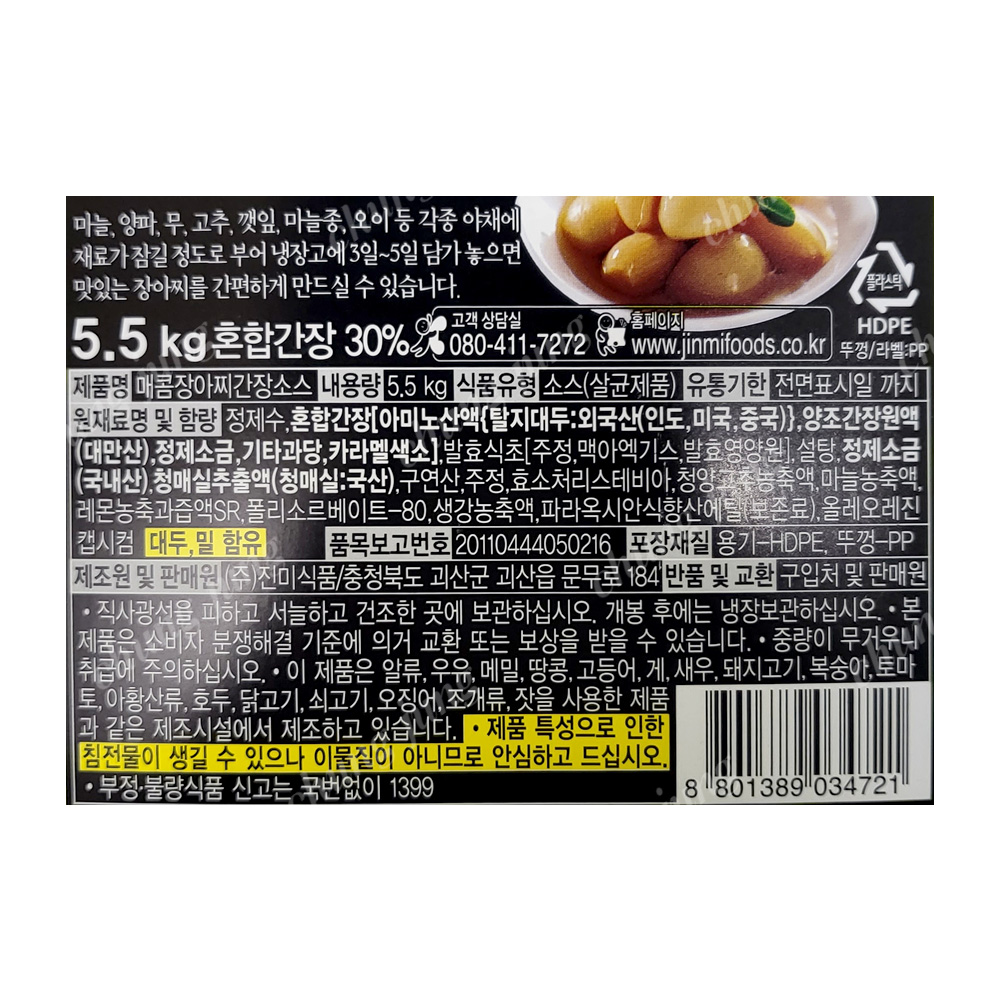 마늘, 양파, 무, 고추, 깻잎, 마늘종, 오이 등 각종 야채에
재료가 잠길 정도로 부어 냉장고에 3일~5일 담가 놓으면
맛있는 장아찌를 간편하게 만드실 수 있습니다.
플라스틱
HDPE
뚜껑/라벨:PP
5.5 kg 혼합간장 30%
고객 상담실
080-411-7272
홈페이지
www.jinmifoods.co.kr
제품명 매콤장아찌간장소스 내용량 5.5 kg 식품유형 소스(살균제품) 유통기한 전면표시일 까지
원재료명 및 함량 정제수,혼합간장[아미노산액{탈지대두:외국산(인도,미국,중국)},양조간장원액
(대만산),정제소금,기타과당,카라멜색소],발효식초[주정,맥아엑기스,발효영양원],설탕,정제소금
(국내산),청매실추출액(청매실:국산),구연산,주정,효소처리스테비아,청양고추농축액,마늘농축액,
레몬농축과즙액SR,폴리소르베이트-80,생강농축액,파라옥시안식향산에틸(보존료),올레오레진
캡시컴 대두,밀 함유 품목보고번호 20110444050216 포장재질 용기-HDPE, 뚜껑-PP
제조원 및 판매원 (주)진미식품/충청북도 괴산군 괴산읍 문무로 184 반품 및 교환 구입처 및 판매원
· 직사광선을 피하고 서늘하고 건조한 곳에 보관하십시오. 개봉 후에는 냉장보관하십시오. · 본
제품은 소비자 분쟁해결 기준에 의거 교환 또는 보상을 받을 수 있습니다. · 중량이 무거우니
취급에 주의하십시오. · 이 제품은 알류, 우유, 메밀, 땅콩, 고등어, 게, 새우, 돼지고기, 복숭아, 토마
토, 아황산류, 호두, 닭고기, 쇠고기, 오징어, 조개류, 잣을 사용한 제품
과 같은 제조시설에서 제조하고 있습니다. · 제품 특성으로 인한
침전물이 생길 수 있으나 이물질이 아니므로 안심하고 드십시오.
· 부정·불량식품 신고는 국번없이 1399
8 801389 034721